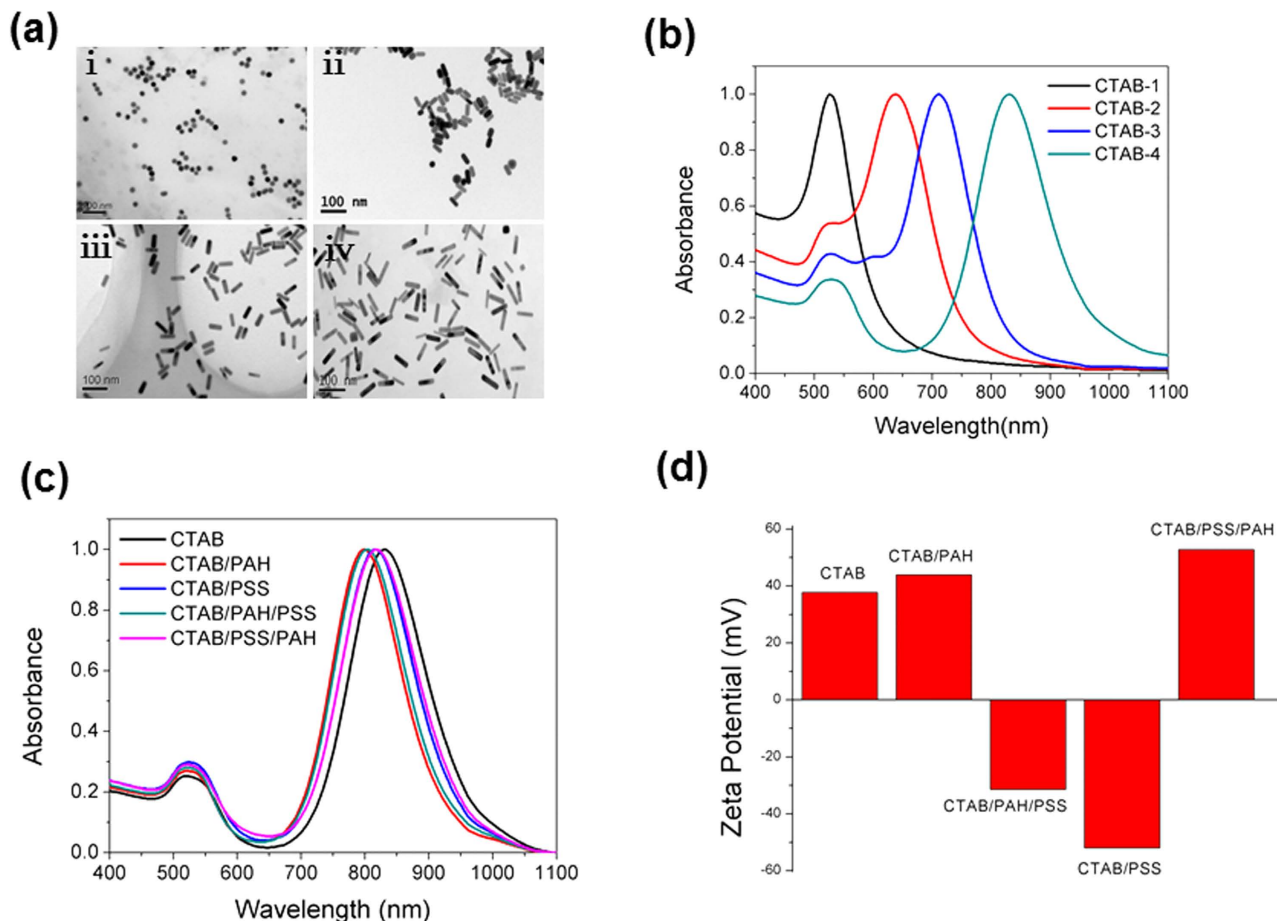 (a)
i
ii
100 nm
100 nm
iii
iv
100 nm
100 nm
(b)
1.0
0.8
0.6
0.4
0.2
0.0
Absorbance
400 500 600 700 800 900 1000 1100
Wavelength(nm)
CTAB-1
CTAB-2
CTAB-3
CTAB-4
(c)
1.0
0.8
0.6
0.4
0.2
0.0
Absorbance
400 500 600 700 800 900 1000 1100
Wavelength (nm)
CTAB
CTAB/PAH
CTAB/PSS
CTAB/PAH/PSS
CTAB/PSS/PAH
(d)
60
40
20
0
-20
-40
-60
Zeta Potential (mV)
CTAB
CTAB/PAH
CTAB/PAH/PSS
CTAB/PSS
CTAB/PSS/PAH